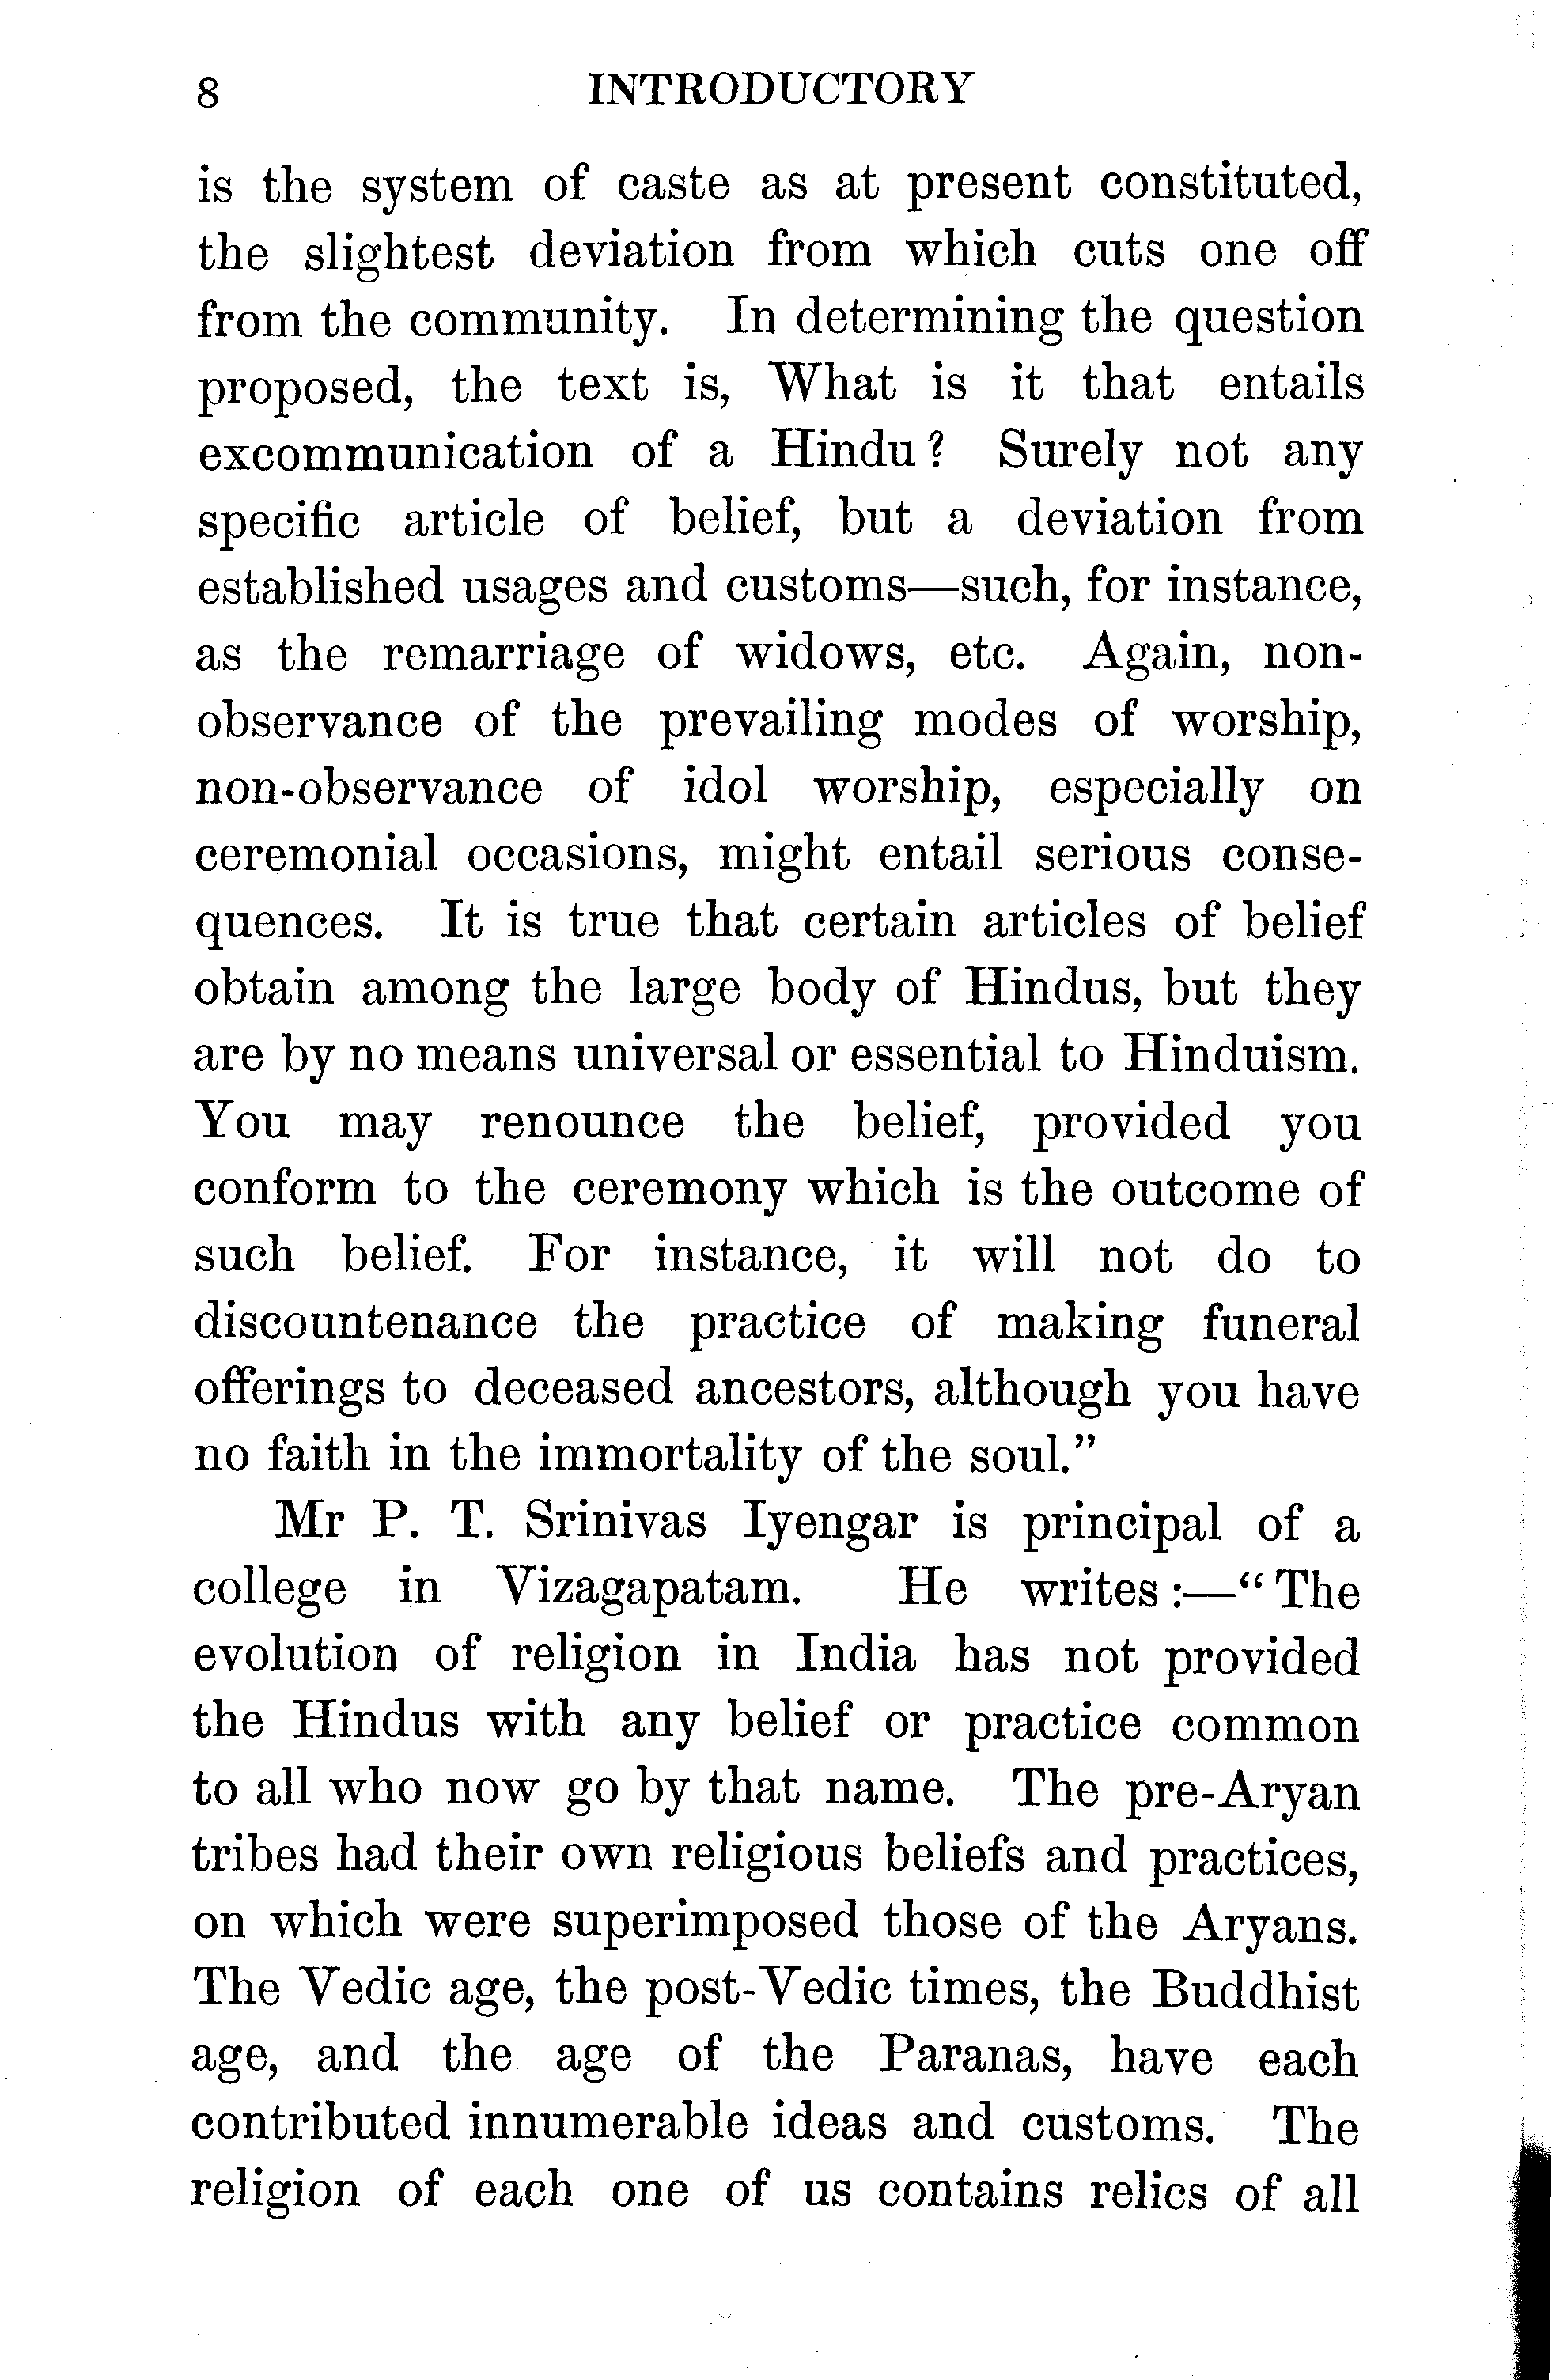 8 INTRODUCTORY
is the system of caste as at present constituted,
the slightest deviation from which cuts one off
from the community. In determining the question
proposed, the text is, What is it that entails
excommunication of a Hindu? Surely not any
specific article of belief, but a deviation from
established usages and customs—such, for instance,
as the remarriage of widows, etc. Again, non-
observance of the prevailing modes of worship,
non-observance of idol worship, especially on
ceremonial occasions, might entail serious conse-
quences. It is true that certain articles of belief
obtain among the large body of Hindus, but they
are by no means universal or essential to Hinduism.
You may renounce the belief, provided you
conform to the ceremony which is the outcome of
such belief. For instance, it will not do to
discountenance the practice of making funeral
offerings to deceased ancestors, although you have
no faith in the immortality of the soul.”
Mr P. T. Srinivas Iyengar is principal of a
college in Vizagapatam. He writes:—“The
evolution of religion in India has not provided
the Hindus with any belief or practice common
to all who now go by that name. The pre-Aryan
tribes had their own religious beliefs and practices,
on which were superimposed those of the Aryans.
The Vedic age, the post-Vedic times, the Buddhist
age, and the age of the Paranas, have each
contributed innumerable ideas and customs. The
religion of each one of us contains relics of all